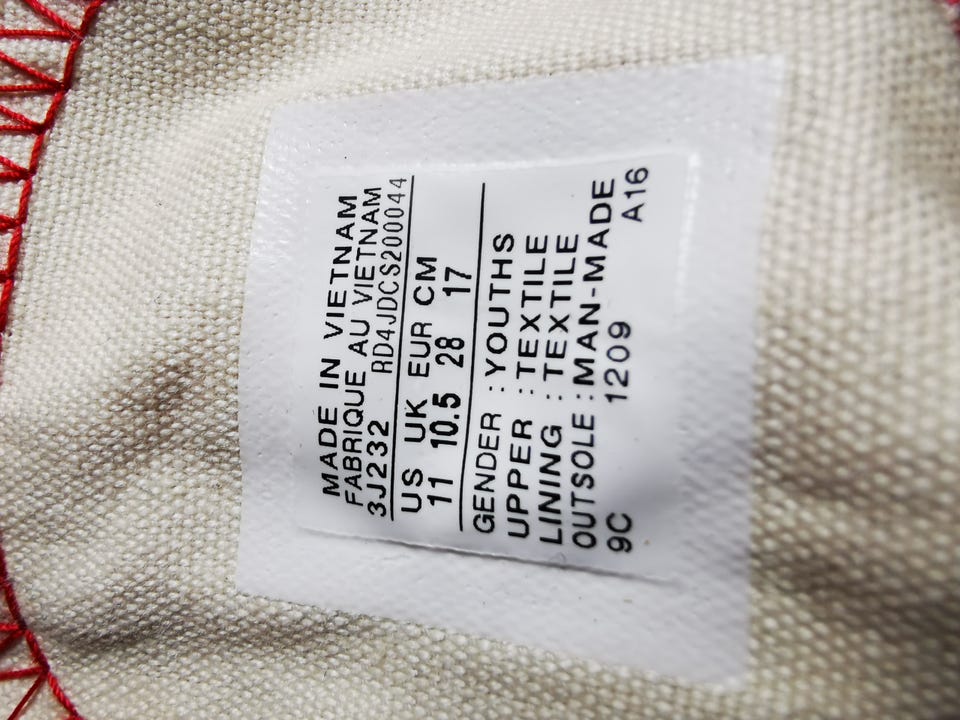 MADE IN VIETNAM
FABRIQUE AU VIETNAM
3J232 RD4JDCS200044
US UK EUR CM
11 10.5 28 17
GENDER : YOUTHS
UPPER : TEXTILE
LINING : TEXTILE
OUTSOLE : MAN-MADE
9C 1209 A16